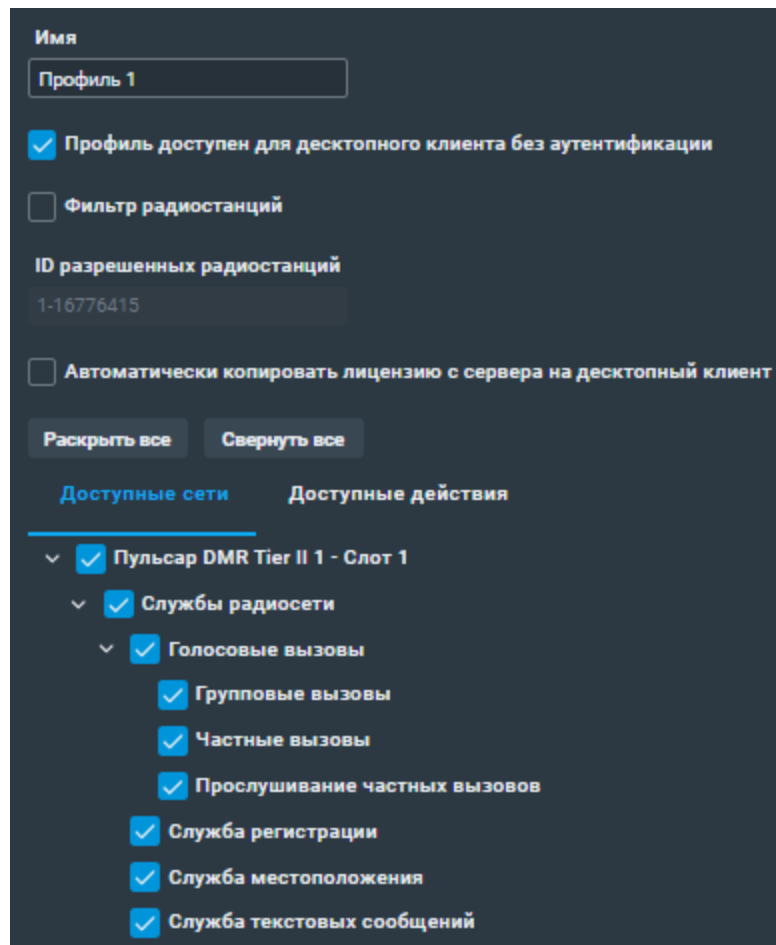 Имя
Профиль 1
Профиль доступен для десктопного клиента без аутентификации
Фильтр радиостанций
ID разрешенных радиостанций
1-16776415
Автоматически копировать лицензию с сервера на десктопный клиент
Раскрыть все Свернуть все
Доступные сети Доступные действия
Пульсар DMR Tier II 1 - Слот 1
Службы радиосети
Голосовые вызовы
Групповые вызовы
Частные вызовы
Прослушивание частных вызовов
Служба регистрации
Служба местоположения
Служба текстовых сообщений